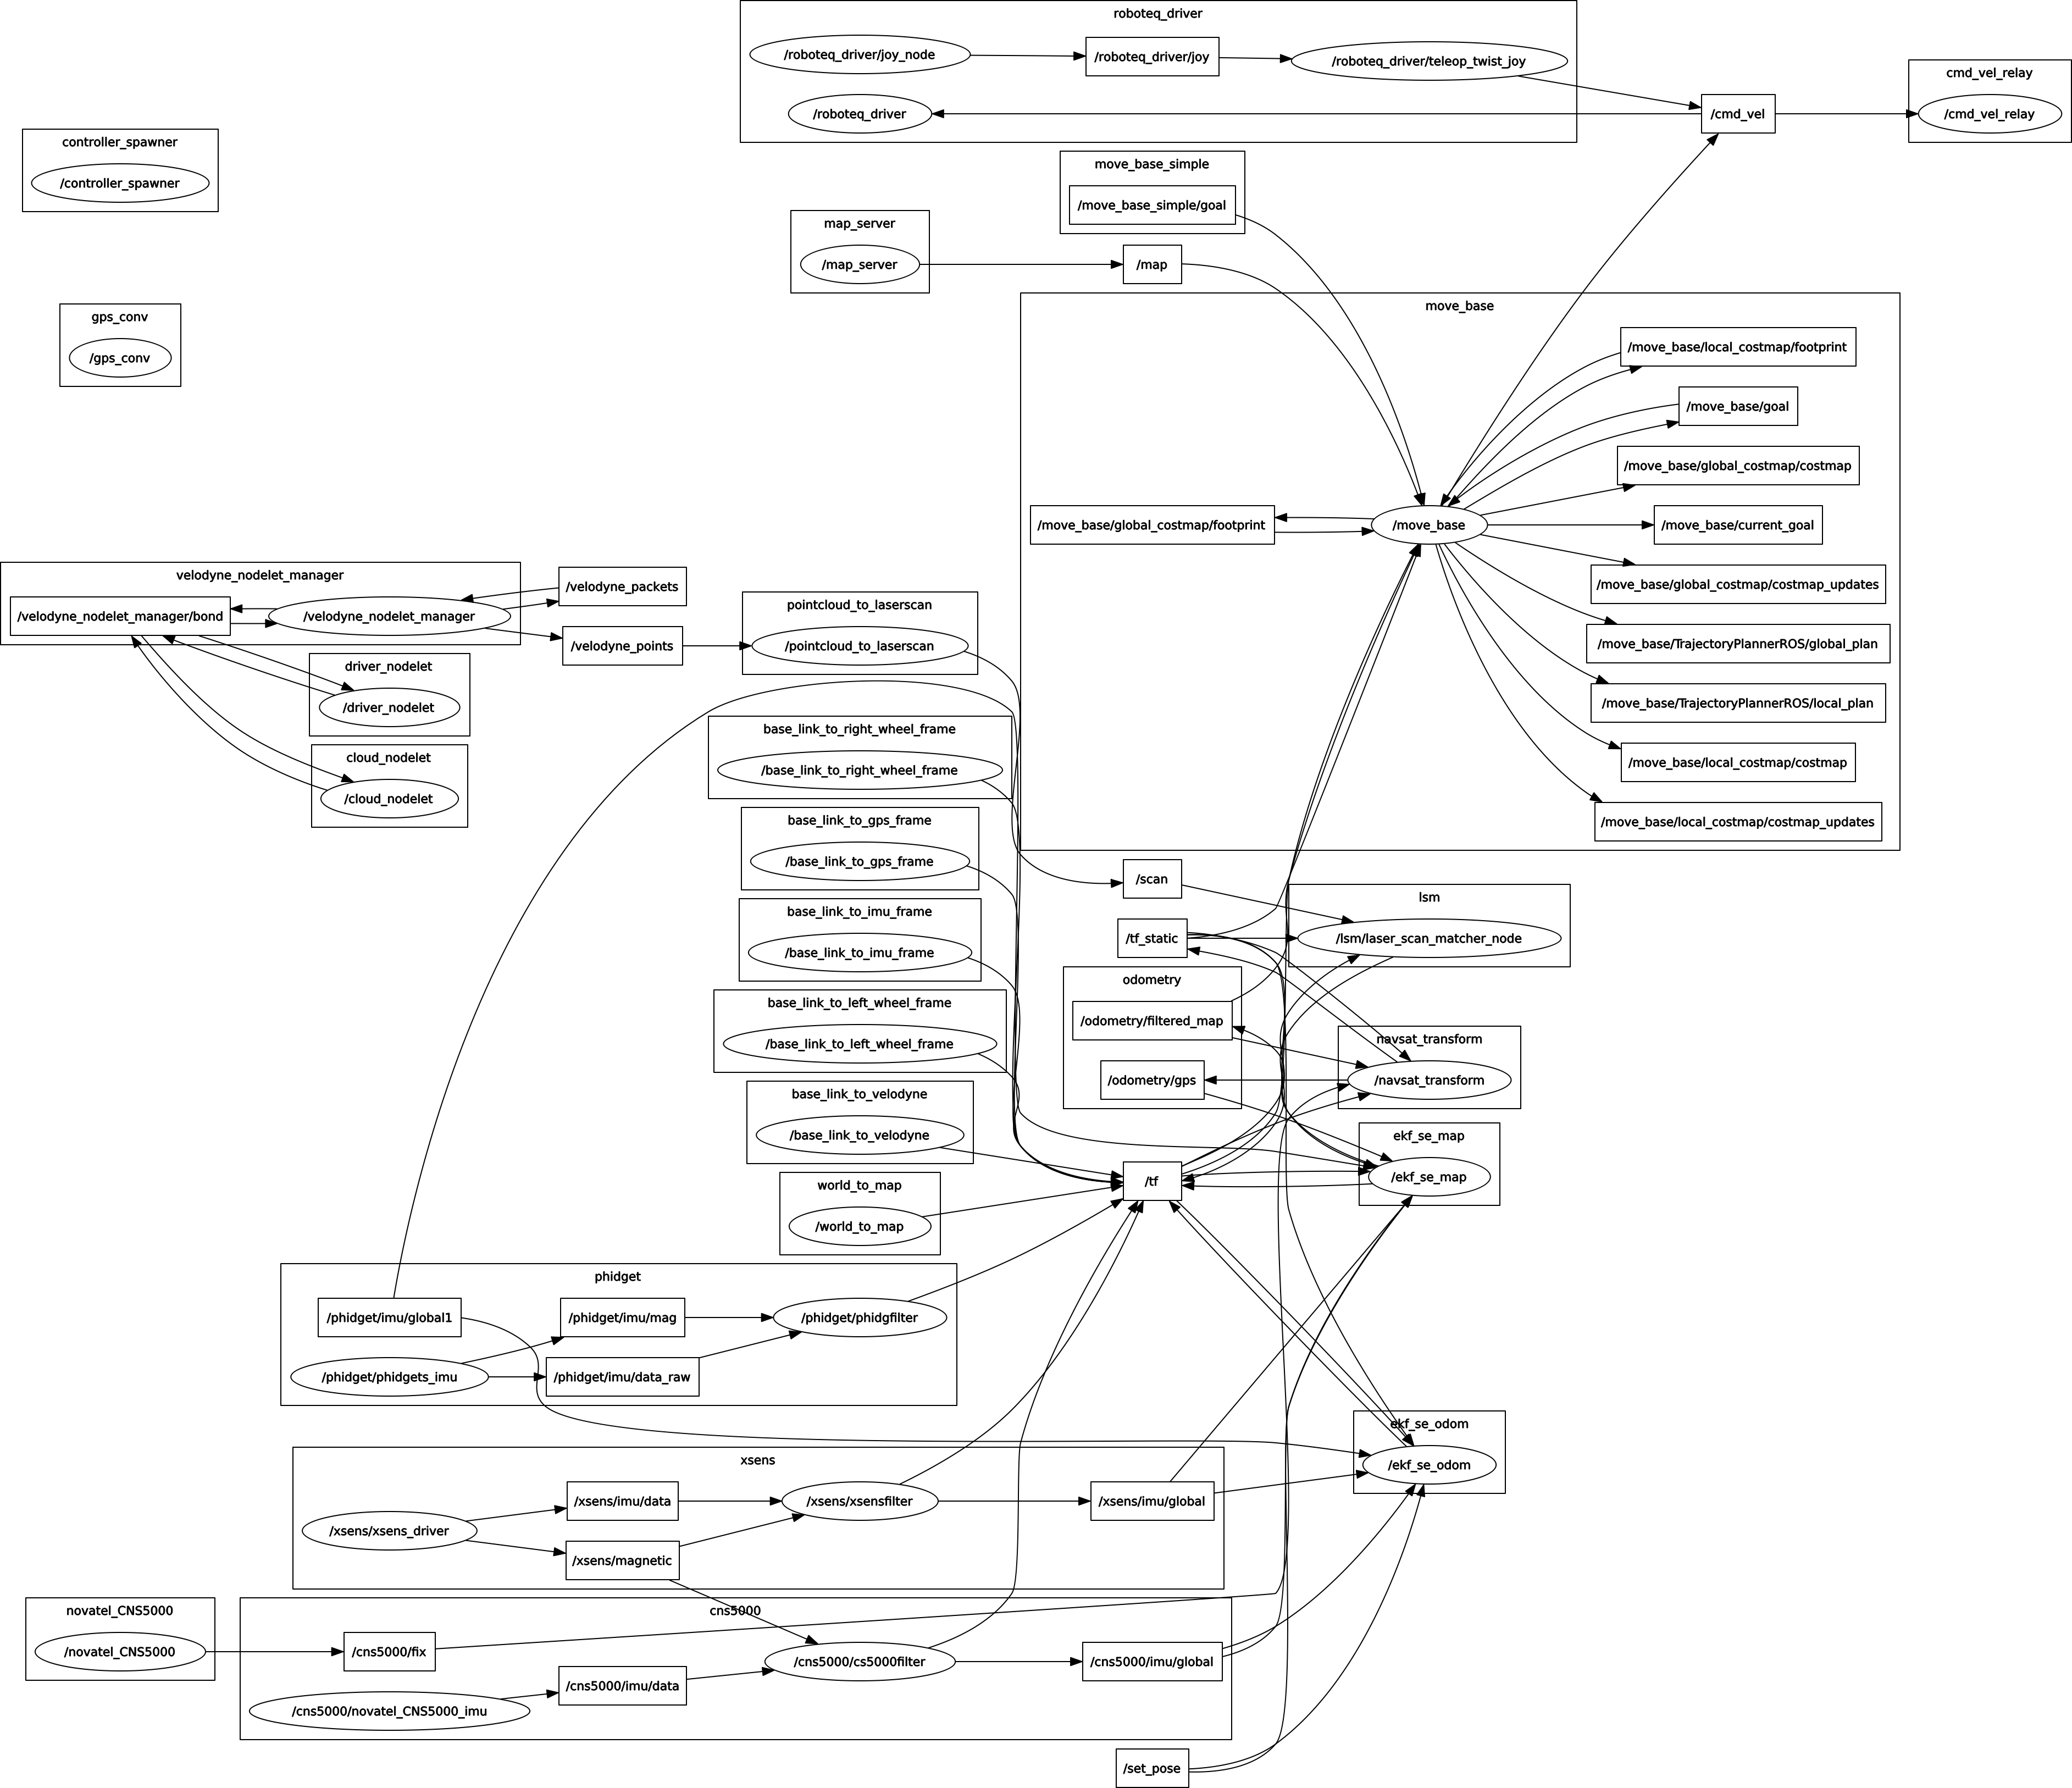 roboteq_driver
/roboteq_driver/joy_node
/roboteq_driver/joy
/roboteq_driver/teleop_twist_joy
/roboteq_driver
/cmd_vel
cmd_vel_relay
/cmd_vel_relay
controller_spawner
/controller_spawner
move_base_simple
/move_base_simple/goal
map_server
/map_server
/map
gps_conv
/gps_conv
move_base
/move_base/local_costmap/footprint
/move_base/goal
/move_base/global_costmap/costmap
/move_base/global_costmap/footprint
/move_base
/move_base/current_goal
/move_base/global_costmap/costmap_updates
/move_base/TrajectoryPlannerROS/global_plan
/move_base/TrajectoryPlannerROS/local_plan
/move_base/local_costmap/costmap
/move_base/local_costmap/costmap_updates
velodyne_nodelet_manager
/velodyne_nodelet_manager/bond
/velodyne_nodelet_manager
/velodyne_packets
/velodyne_points
pointcloud_to_laserscan
/pointcloud_to_laserscan
driver_nodelet
/driver_nodelet
cloud_nodelet
/cloud_nodelet
base_link_to_right_wheel_frame
/base_link_to_right_wheel_frame
base_link_to_gps_frame
/base_link_to_gps_frame
base_link_to_imu_frame
/base_link_to_imu_frame
base_link_to_left_wheel_frame
/base_link_to_left_wheel_frame
base_link_to_velodyne
/base_link_to_velodyne
world_to_map
/world_to_map
/scan
/tf_static
lsm
/lsm/laser_scan_matcher_node
odometry
/odometry/filtered_map
/odometry/gps
navsat_transform
/navsat_transform
ekf_se_map
/ekf_se_map
/tf
phidget
/phidget/imu/global1
/phidget/imu/mag
/phidget/phidgfilter
/phidget/phidgets_imu
/phidget/imu/data_raw
ekf_se_odom
/ekf_se_odom
xsens
/xsens/xsens_driver
/xsens/imu/data
/xsens/magnetic
/xsens/xsensfilter
/xsens/imu/global
novatel_CNS5000
/novatel_CNS5000
cns5000
/cns5000/fix
/cns5000/novatel_CNS5000_imu
/cns5000/imu/data
/cns5000/cs5000filter
/cns5000/imu/global
/set_pose